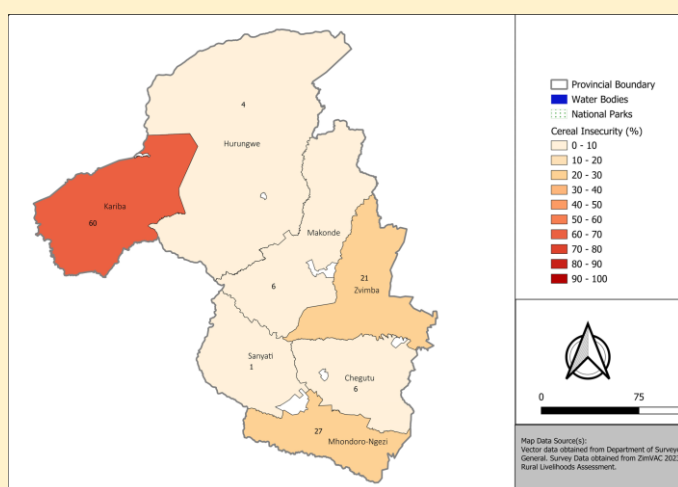 4
Hurungwe
Kariba
60
Makonde
6
21
Zvimba
Sanyati
1
Chegutu
6
27
Mhondoro-Ngezi
Provincial Boundary
Water Bodies
National Parks
Cereal Insecurity (%)
0 - 10
10 - 20
20 - 30
30 - 40
40 - 50
50 - 60
60 - 70
70 - 80
80 - 90
90 - 100
0 75
Map Data Source(s):
Vector data obtained from Department of Surveyo
General. Survey Data obtained from ZimVAC 202
Rural Livelihoods Assessment.